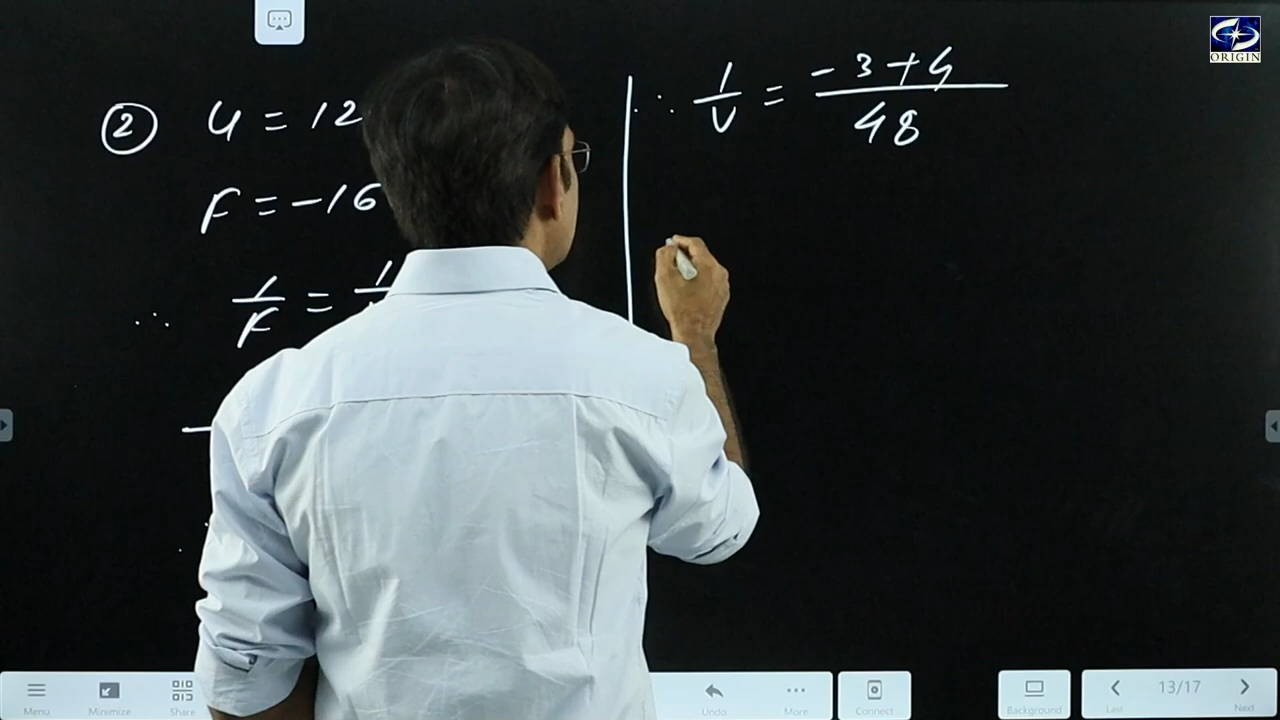 ② u = 12
F = -16
∴ 1/F = 1/
∴ 1/v = -3+4/48
ORIGIN
Menu
Minimize
Share
Undo
More
Connect
Background
Last
13/17
Next